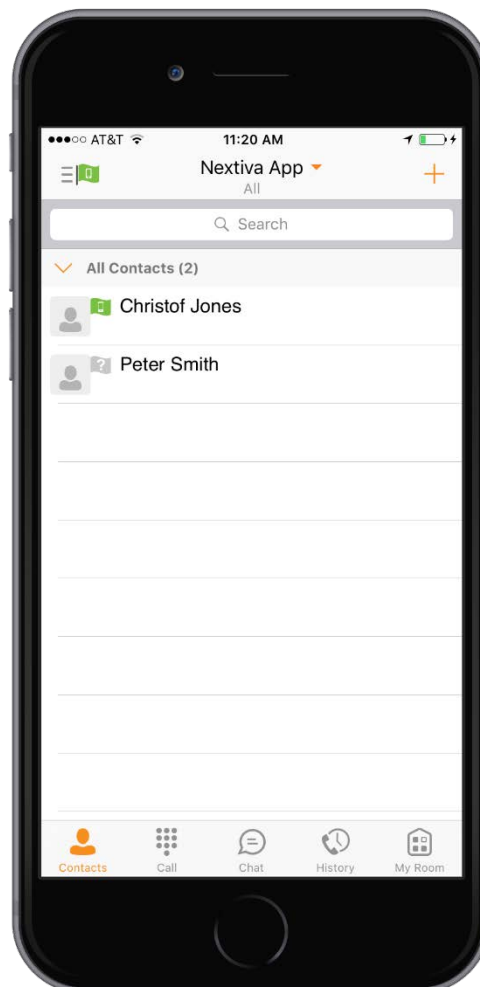 AT&T 11:20 AM
Nextiva App
All
Search
All Contacts (2)
Christof Jones
? Peter Smith
Contacts Call Chat History My Room